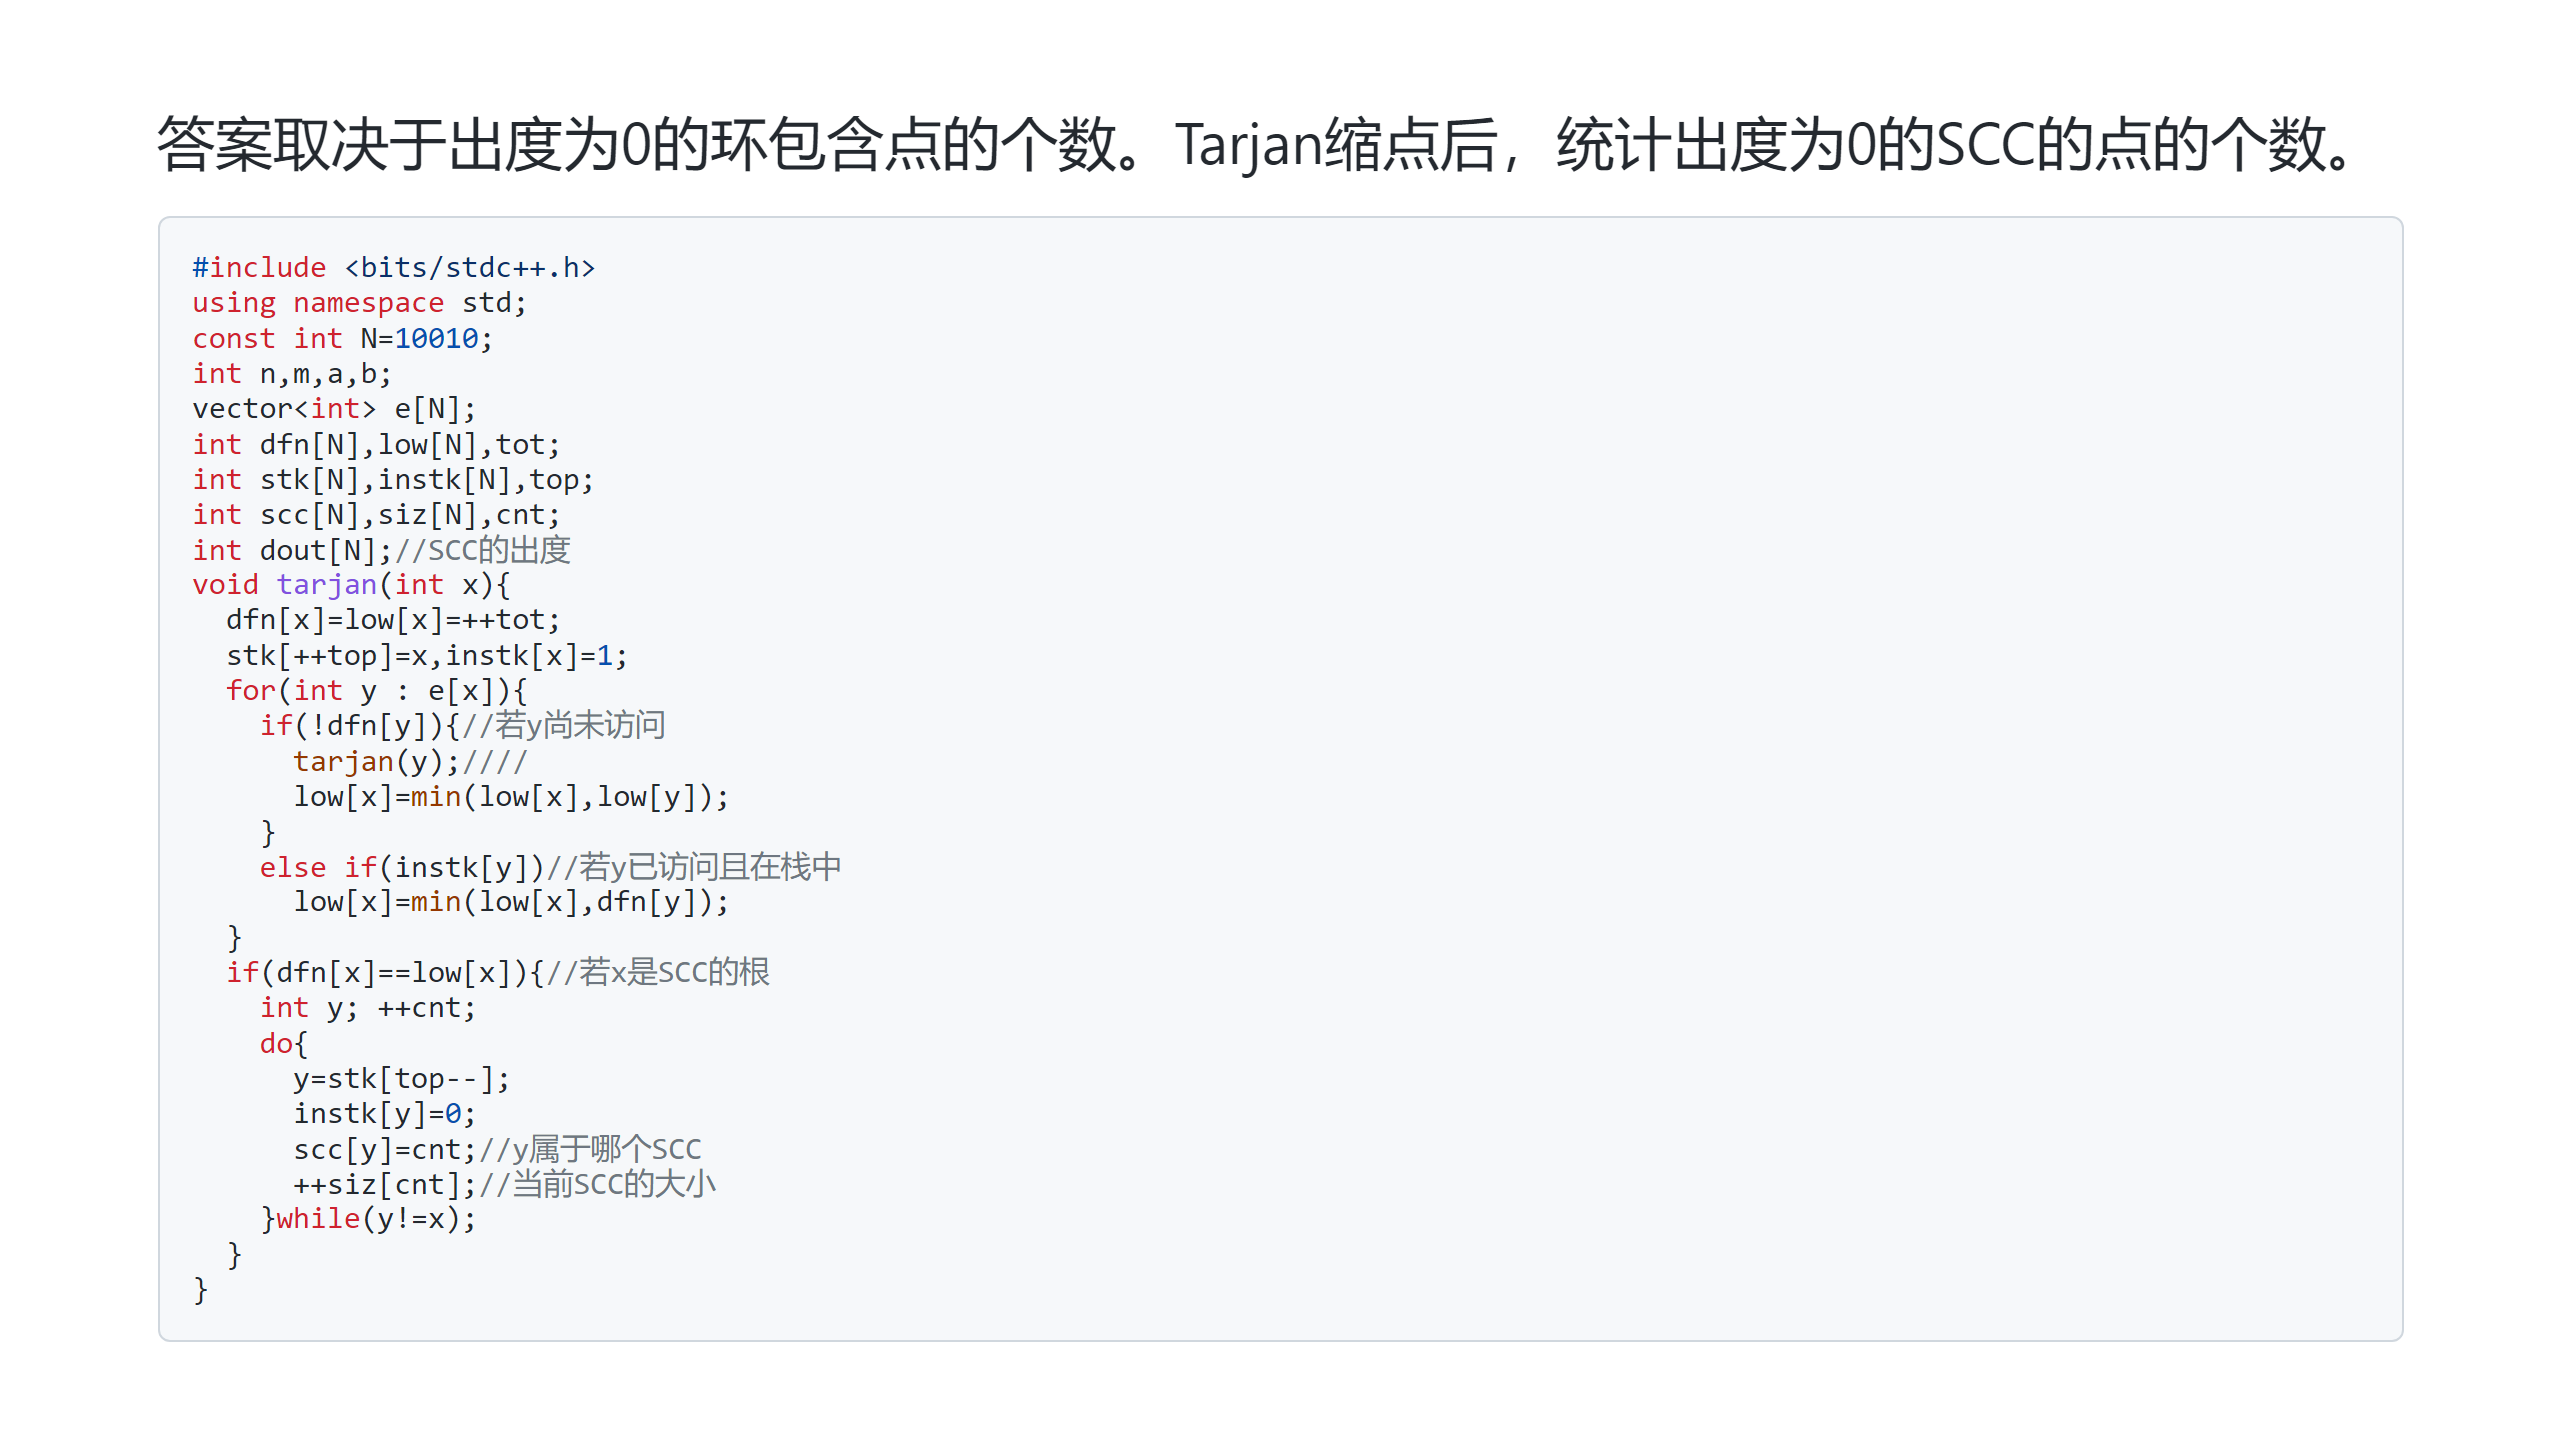 答案取决于出度为0的环包含点的个数。Tarjan缩点后，统计出度为0的SCC的点的个数。
#include <bits/stdc++.h>
using namespace std;
const int N=10010;
int n,m,a,b;
vector<int> e[N];
int dfn[N],low[N],tot;
int stk[N],instk[N],top;
int scc[N],siz[N],cnt;
int dout[N];//SCC的出度
void tarjan(int x){
  dfn[x]=low[x]=++tot;
  stk[++top]=x,instk[x]=1;
  for(int y : e[x]){
    if(!dfn[y]){//若y尚未访问
      tarjan(y);////
      low[x]=min(low[x],low[y]);
    }
    else if(instk[y])//若y已访问且在栈中
      low[x]=min(low[x],dfn[y]);
  }
  if(dfn[x]==low[x]){//若x是SCC的根
    int y; ++cnt;
    do{
      y=stk[top--];
      instk[y]=0;
      scc[y]=cnt;//y属于哪个SCC
      ++siz[cnt];//当前SCC的大小
    }while(y!=x);
  }
}